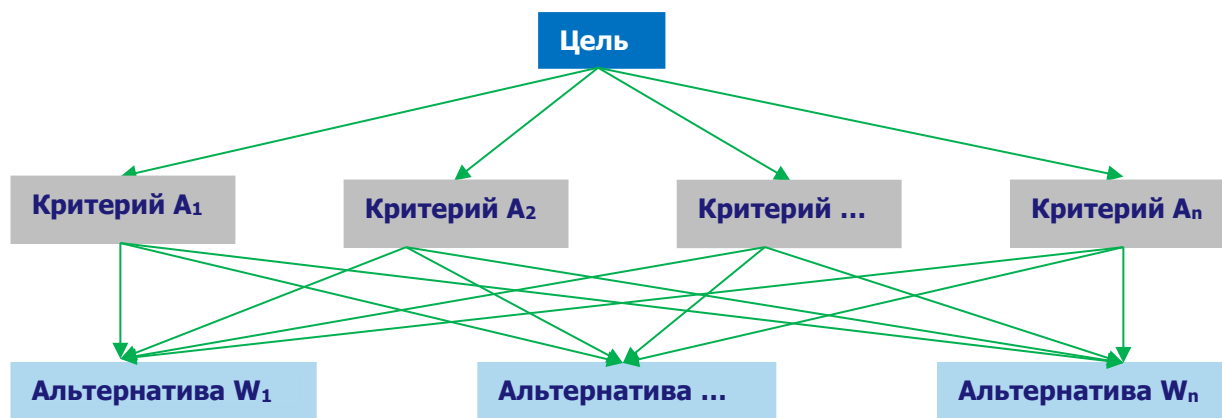 Цель
Критерий A₁
Критерий A₂
Критерий ...
Критерий Aₙ
Альтернатива W₁
Альтернатива ...
Альтернатива Wₙ